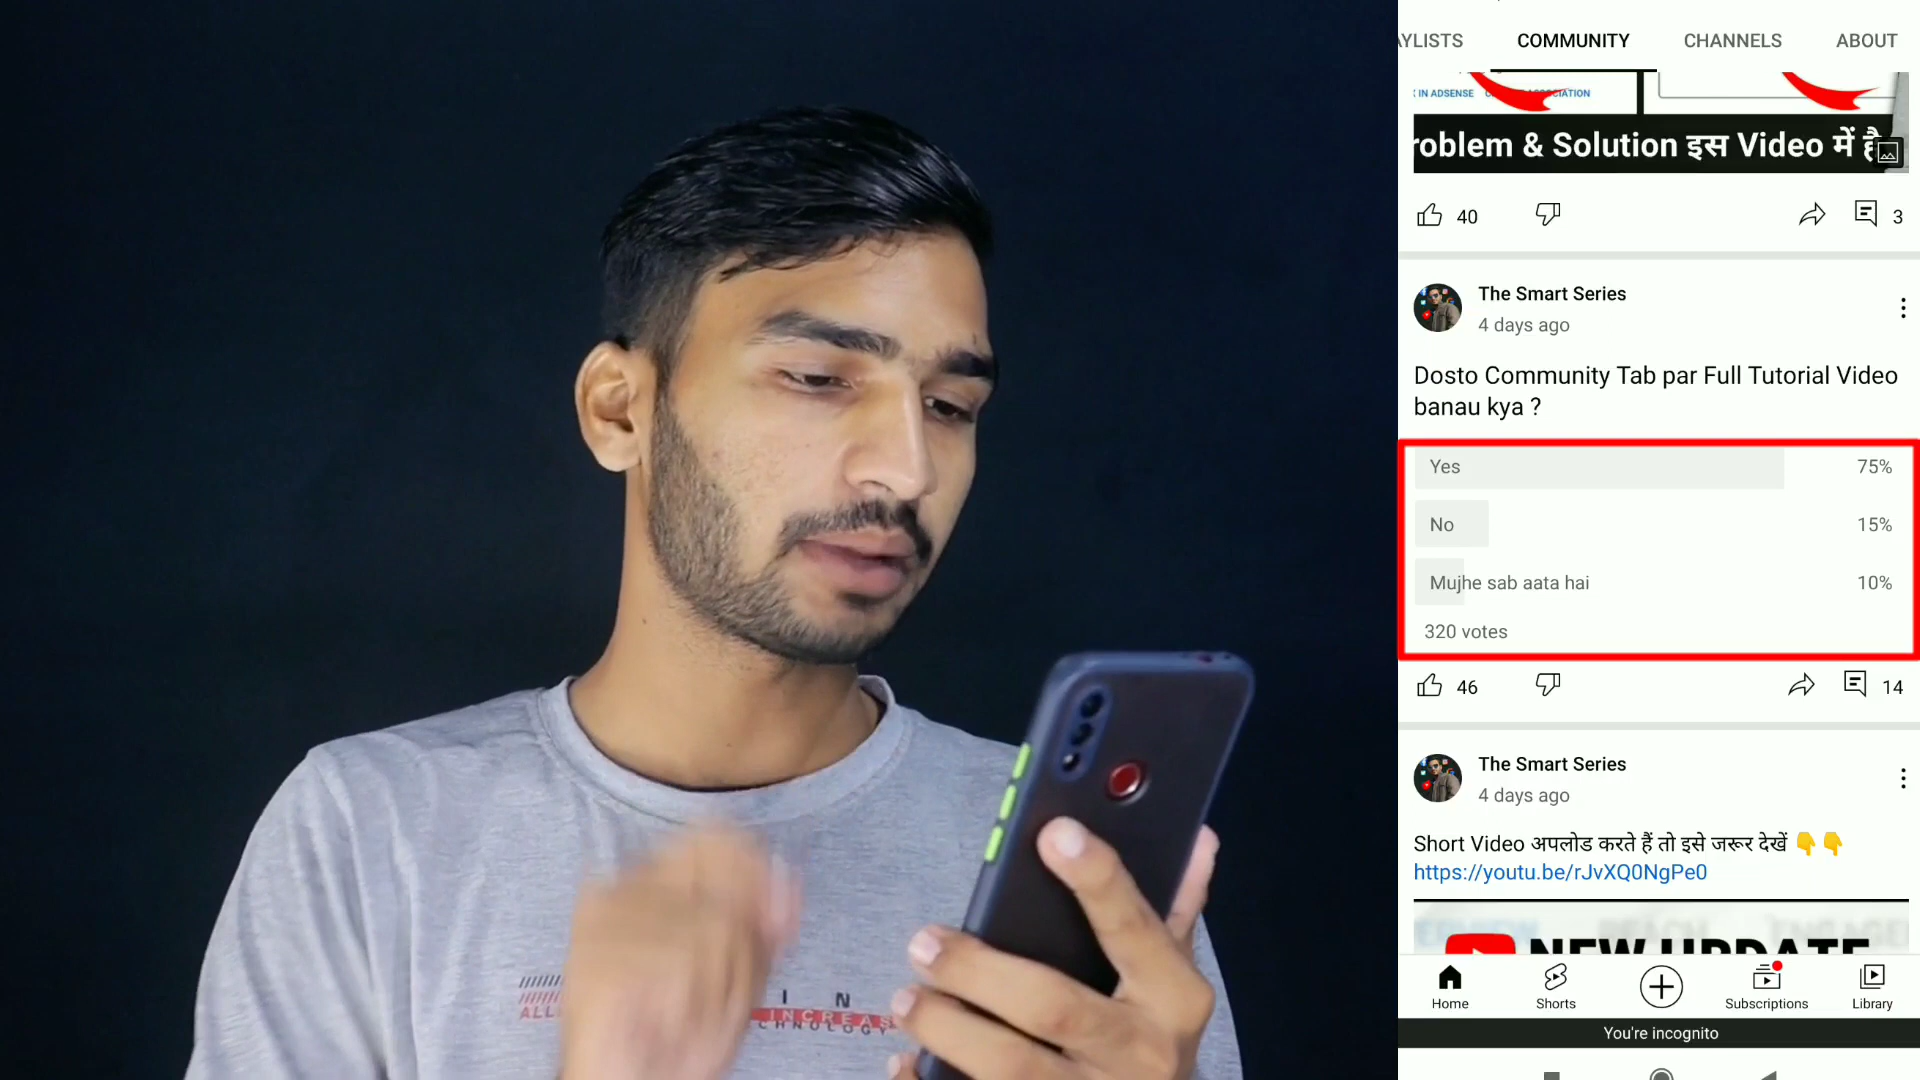 COMMUNITY
CHANNELS
ABOUT
IN ADSENSE
roblem & Solution इस Video में है
40
3
The Smart Series
4 days ago
Dosto Community Tab par Full Tutorial Video
banau kya ?
Yes 75%
No 15%
Mujhe sab aata hai 10%
320 votes
46
14
The Smart Series
4 days ago
Short Video अपलोड करते हैं तो इसे जरूर देखें 👇👇
https://youtu.be/rJvXQ0NgPe0
NEW UPDATE
Home
Shorts
Subscriptions
Library
You're incognito
INCREAS